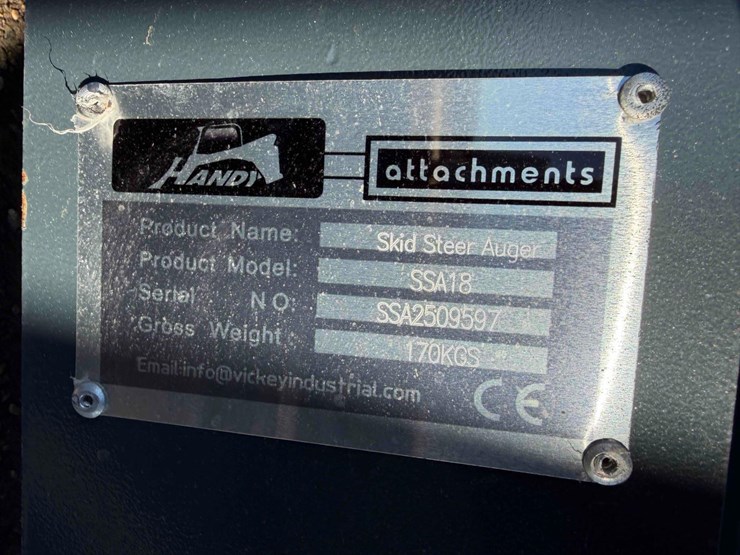 HANDY
attachments
Product Name: Skid Steer Auger
Product Model: SSA18
Serial NO: SSA2509597
Gross Weight: 170KGS
Email:info@vickeyindustrial.com
CE